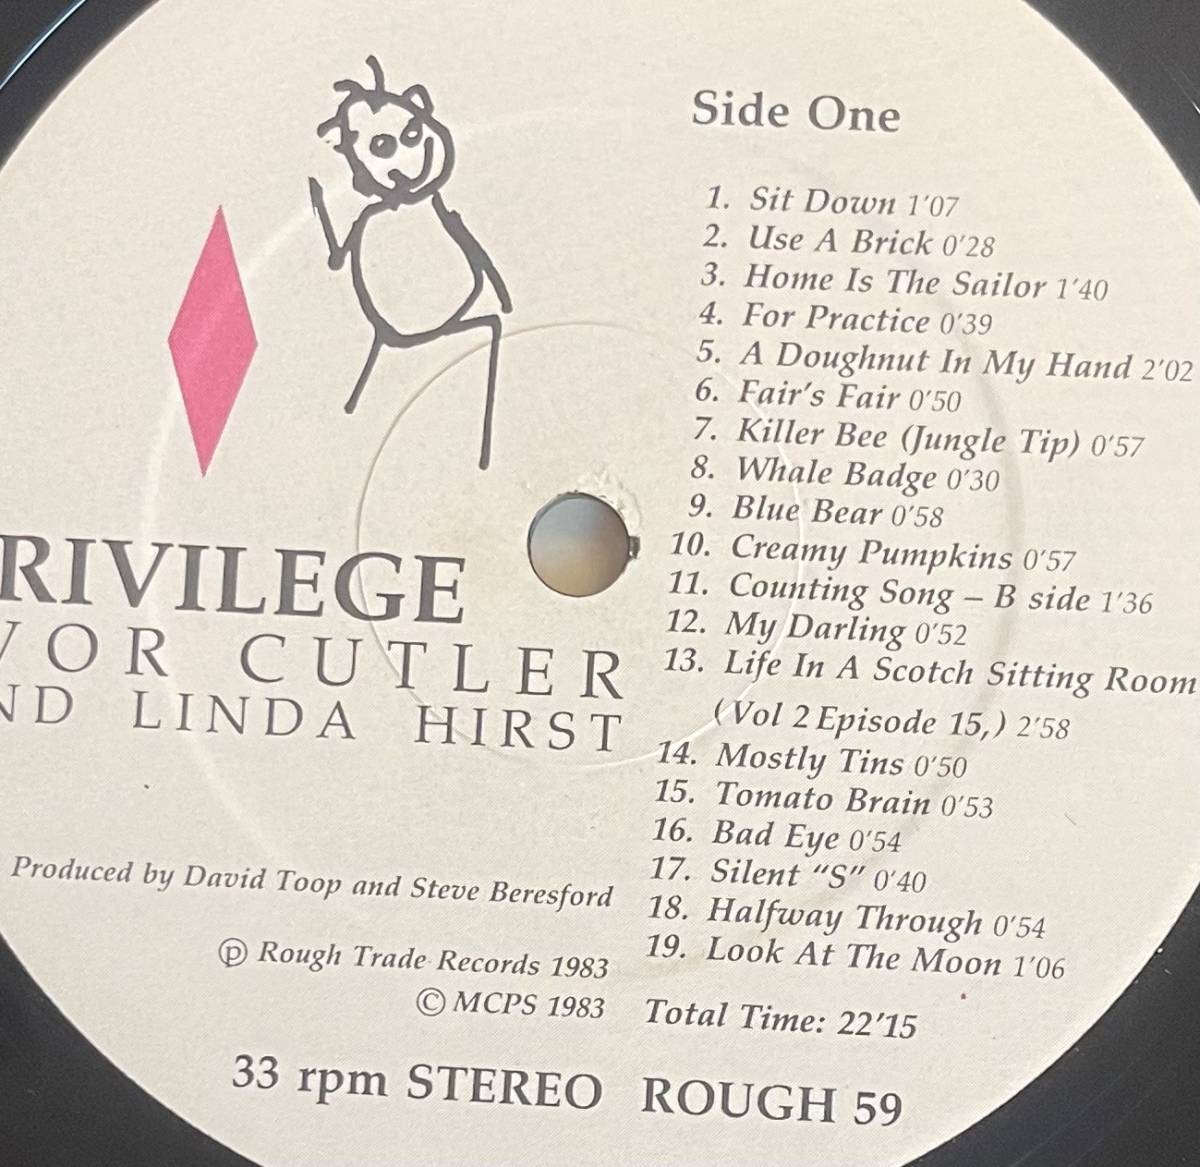 Side One
1. Sit Down 1'07
2. Use A Brick 0'28
3. Home Is The Sailor 1'40
4. For Practice 0'39
5. A Doughnut In My Hand 2'02
6. Fair's Fair 0'50
7. Killer Bee (Jungle Tip) 0'57
8. Whale Badge 0'30
9. Blue Bear 0'58
10. Creamy Pumpkins 0'57
11. Counting Song – B side 1'36
12. My Darling 0'52
13. Life In A Scotch Sitting Room
(Vol 2 Episode 15,) 2'58
14. Mostly Tins 0'50
15. Tomato Brain 0'53
16. Bad Eye 0'54
17. Silent “S” 0'40
18. Halfway Through 0'54
19. Look At The Moon 1'06
Total Time: 22'15
RIVILEGE
VOR CUTLER
ND LINDA HIRST
Produced by David Toop and Steve Beresford
Ⓟ Rough Trade Records 1983
© MCPS 1983
33 rpm STEREO ROUGH 59